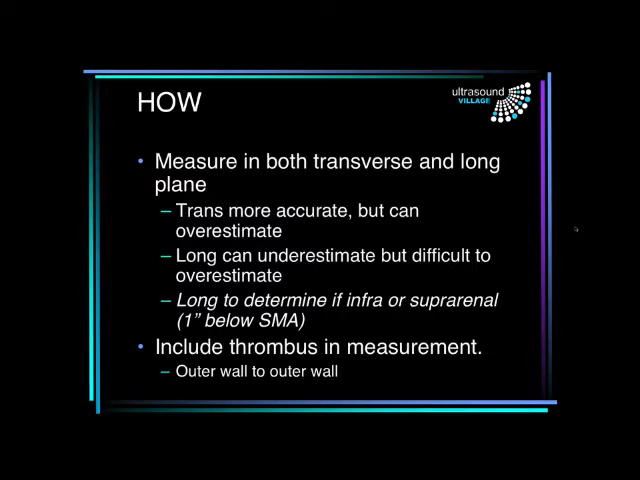 HOW
ultrasound
VILLAGE
• Measure in both transverse and long
plane
– Trans more accurate, but can
overestimate
– Long can underestimate but difficult to
overestimate
– Long to determine if infra or suprarenal
(1” below SMA)
• Include thrombus in measurement.
– Outer wall to outer wall